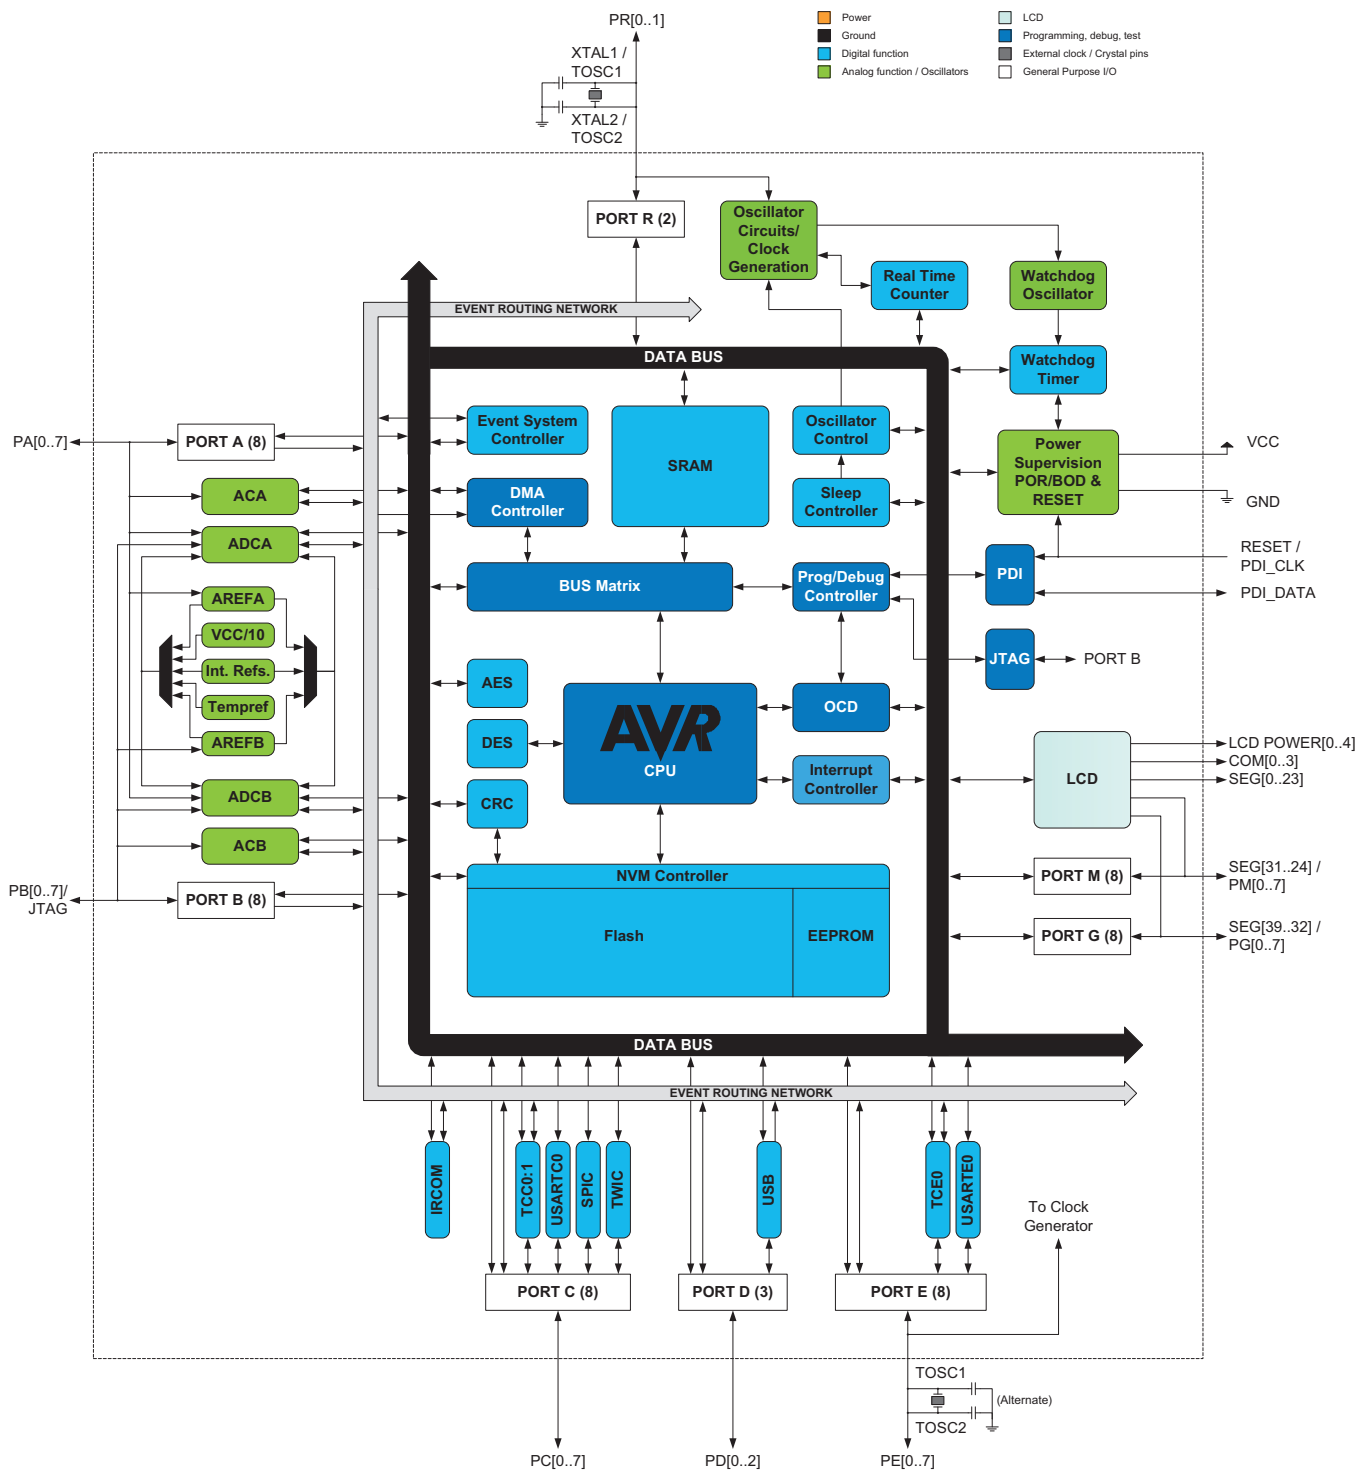 PR[0..1]
Power
Ground
Digital function
Analog function / Oscillators
LCD
Programming, debug, test
External clock / Crystal pins
General Purpose I/O
XTAL1 /
TOSC1
XTAL2 /
TOSC2
PORT R (2)
Oscillator
Circuits/
Clock
Generation
Real Time
Counter
Watchdog
Oscillator
EVENT ROUTING NETWORK
DATA BUS
Watchdog
Timer
Event System
Controller
SRAM
Oscillator
Control
Power
Supervision
POR/BOD &
RESET
VCC
GND
PA[0..7]
PORT A (8)
ACA
DMA
Controller
Sleep
Controller
ADCA
BUS Matrix
Prog/Debug
Controller
PDI
RESET /
PDI_CLK
PDI_DATA
AREFA
VCC/10
Int. Refs.
Tempref
AREFB
JTAG
PORT B
AES
AVR
CPU
OCD
DES
Interrupt
Controller
CRC
LCD
LCD POWER[0..4]
COM[0..3]
SEG[0..23]
ADCB
ACB
PB[0..7]/
JTAG
PORT B (8)
NVM Controller
Flash
EEPROM
PORT M (8)
SEG[31..24] /
PM[0..7]
PORT G (8)
SEG[39..32] /
PG[0..7]
DATA BUS
EVENT ROUTING NETWORK
IRCOM
TCC0:1
USARTC0
SPIC
TWIC
USB
TCE0
USARTE0
To Clock
Generator
PORT C (8)
PORT D (3)
PORT E (8)
TOSC1
(Alternate)
TOSC2
PC[0..7]
PD[0..2]
PE[0..7]